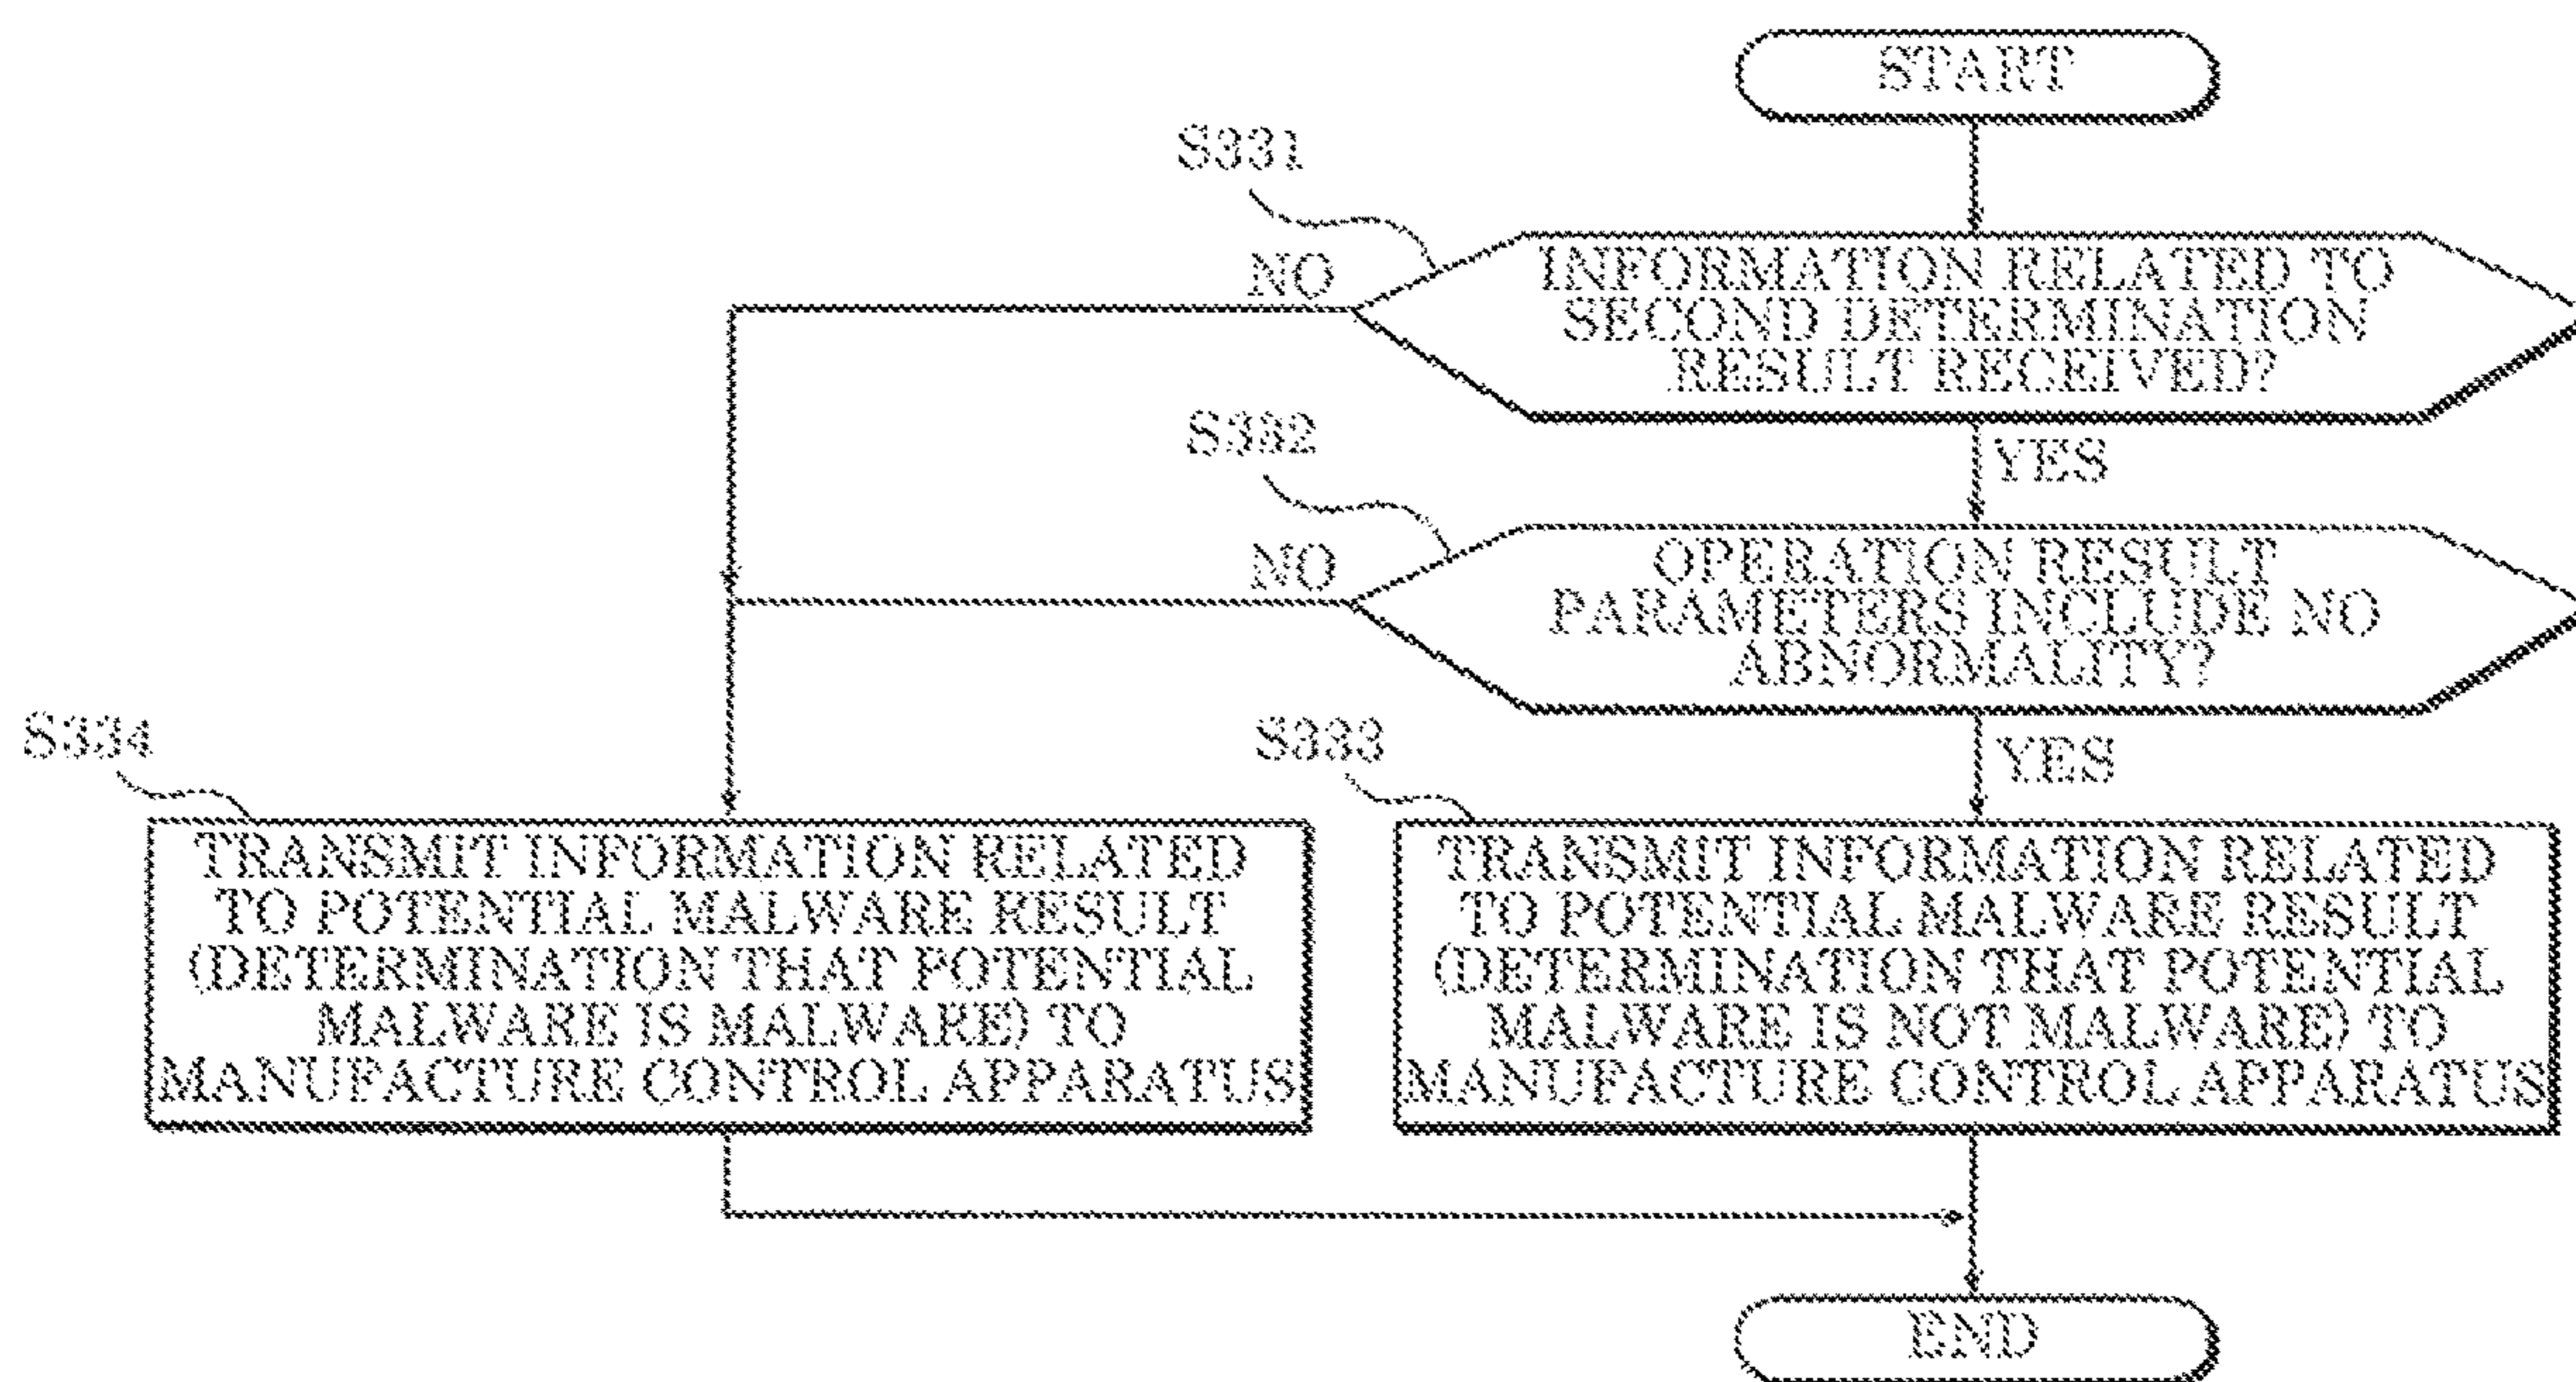 START
S331
NO
INFORMATION RELATED TO
SECOND DETERMINATION
RESULT RECEIVED?
YES
S332
NO
OPERATION RESULT
PARAMETERS INCLUDE NO
ABNORMALITY?
YES
S334
TRANSMIT INFORMATION RELATED
TO POTENTIAL MALWARE RESULT
(DETERMINATION THAT POTENTIAL
MALWARE IS MALWARE) TO
MANUFACTURE CONTROL APPARATUS
S333
TRANSMIT INFORMATION RELATED
TO POTENTIAL MALWARE RESULT
(DETERMINATION THAT POTENTIAL
MALWARE IS NOT MALWARE) TO
MANUFACTURE CONTROL APPARATUS
END